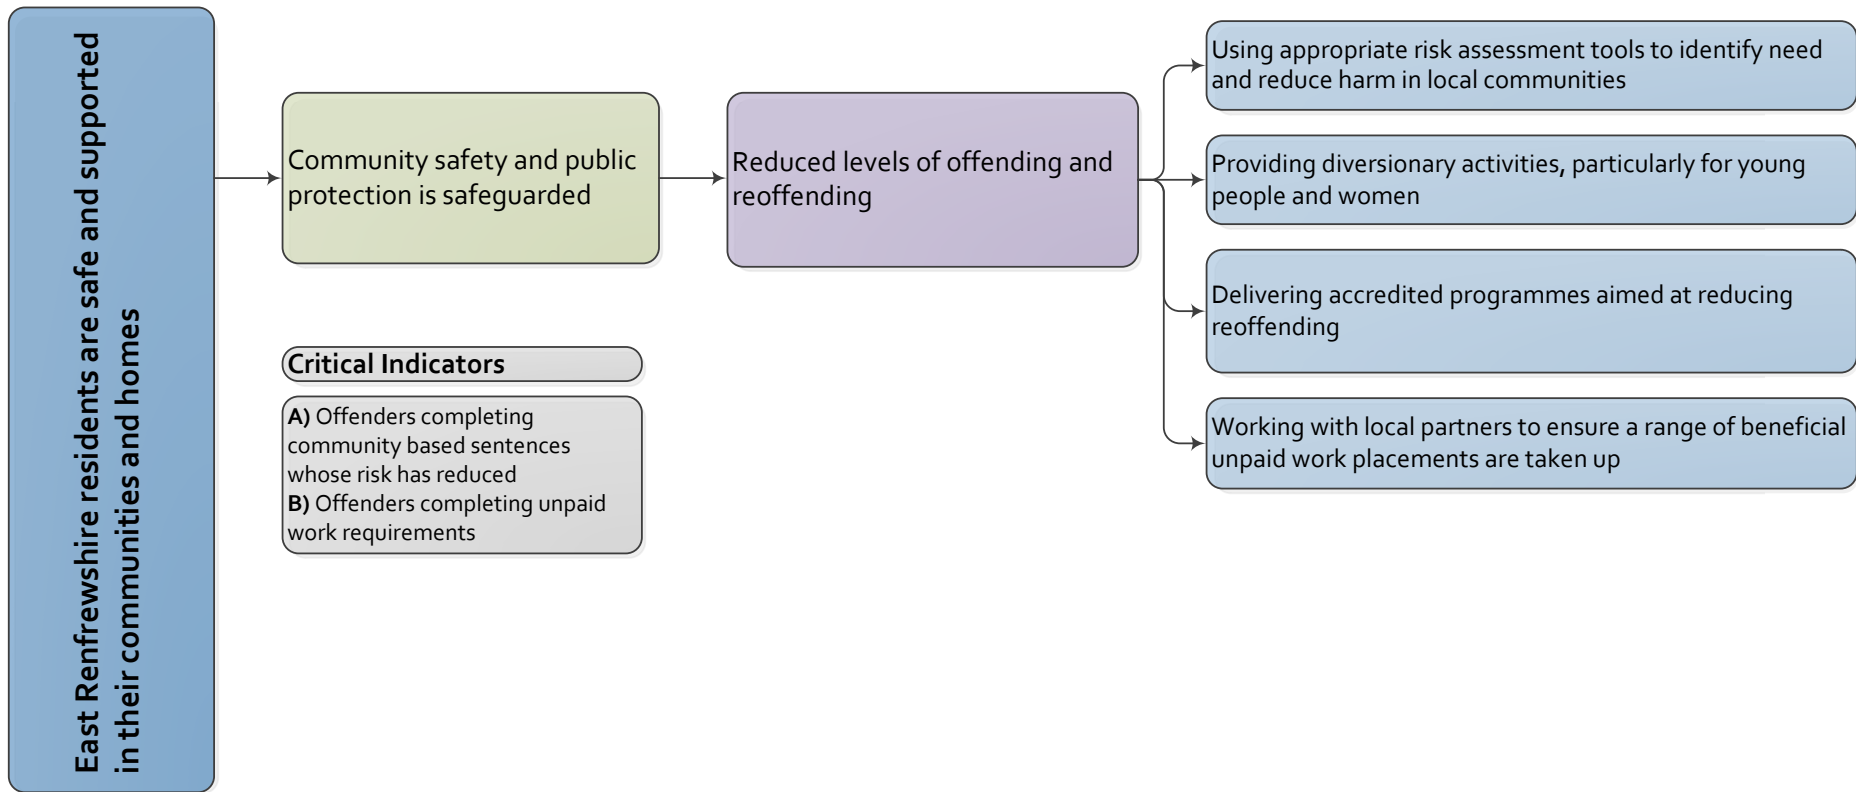 East Renfrewshire residents are safe and supported
in their communities and homes
Community safety and public
protection is safeguarded
Critical Indicators
A) Offenders completing
community based sentences
whose risk has reduced
B) Offenders completing unpaid
work requirements
Reduced levels of offending and
reoffending
Using appropriate risk assessment tools to identify need
and reduce harm in local communities
Providing diversionary activities, particularly for young
people and women
Delivering accredited programmes aimed at reducing
reoffending
Working with local partners to ensure a range of beneficial
unpaid work placements are taken up